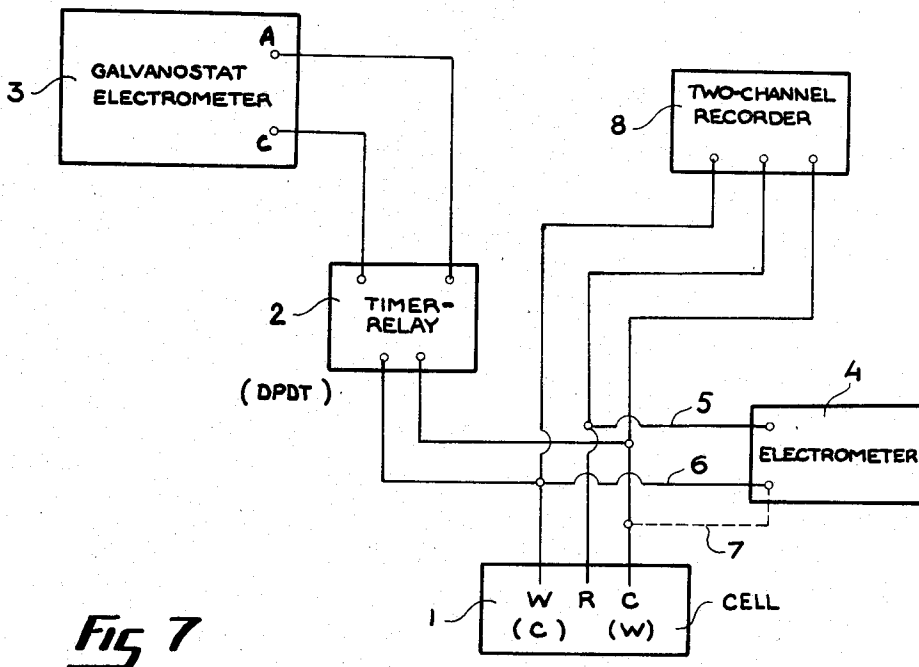 A
GALVANOSTAT
ELECTROMETER
3
C
TWO-CHANNEL
RECORDER
8
2
TIMER-
RELAY
(DPDT)
4
5
ELECTROMETER
6
7
1
W R C
(C) (W)
CELL
Fig 7